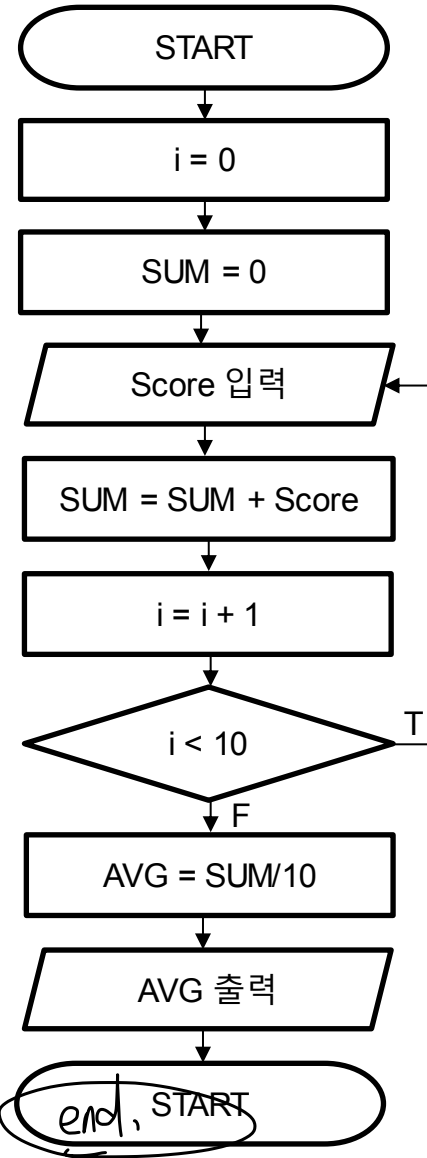 START
i = 0
SUM = 0
Score 입력
SUM = SUM + Score
i = i + 1
i < 10
T
F
AVG = SUM/10
AVG 출력
end. START